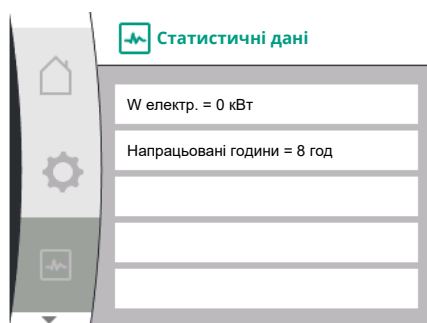 Статистичні дані
W електр. = 0 кВт
Напрацьовані години = 8 год